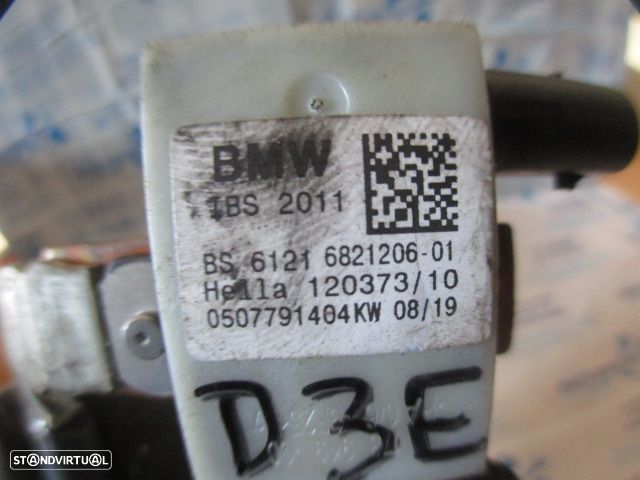 BMW
IBS 2011
BS 6121 6821206-01
Hella 120373/10
0507791404KW 08/19
D3E
STANDVIRTUAL